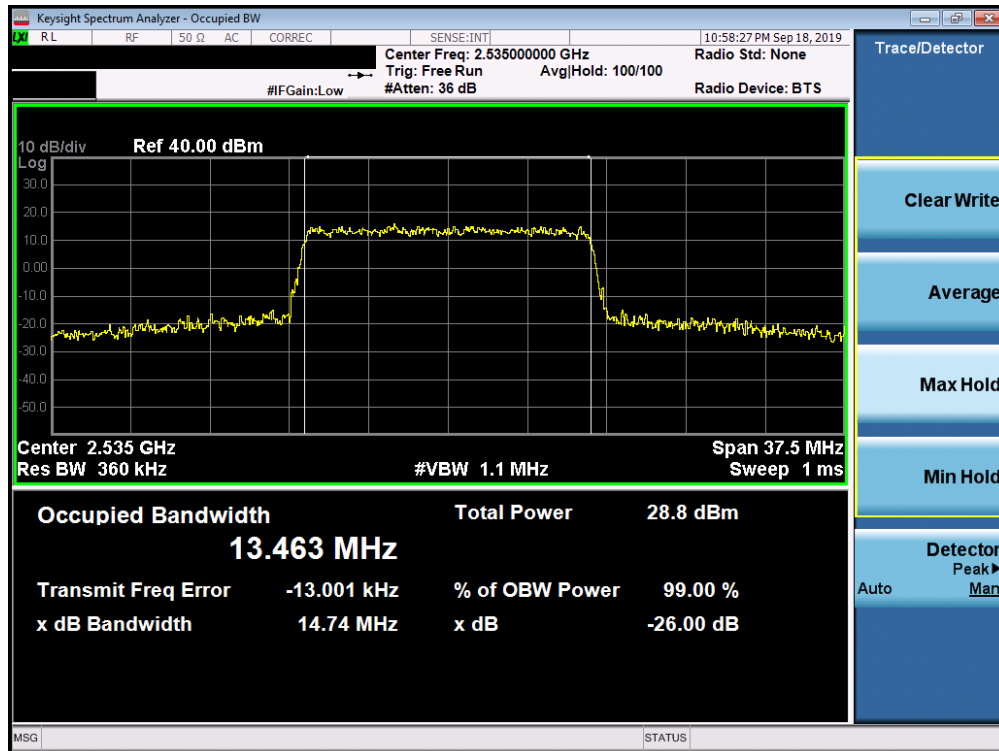 Keysight Spectrum Analyzer - Occupied BW
LXI RL RF 50 Ω AC CORREC SENSE:INT 10:58:27 PM Sep 18, 2019
Center Freq: 2.535000000 GHz Radio Std: None
Trig: Free Run Avg|Hold: 100/100
#IFGain:Low #Atten: 36 dB Radio Device: BTS
10 dB/div Ref 40.00 dBm
Log
30.0
20.0
10.0
0.00
-10.0
-20.0
-30.0
-40.0
-50.0
Center 2.535 GHz Span 37.5 MHz
Res BW 360 kHz #VBW 1.1 MHz Sweep 1 ms
Occupied Bandwidth Total Power 28.8 dBm
13.463 MHz
Transmit Freq Error -13.001 kHz % of OBW Power 99.00 %
x dB Bandwidth 14.74 MHz x dB -26.00 dB
MSG STATUS
Trace/Detector
Clear Write
Average
Max Hold
Min Hold
Detector
Peak▶
Auto Man